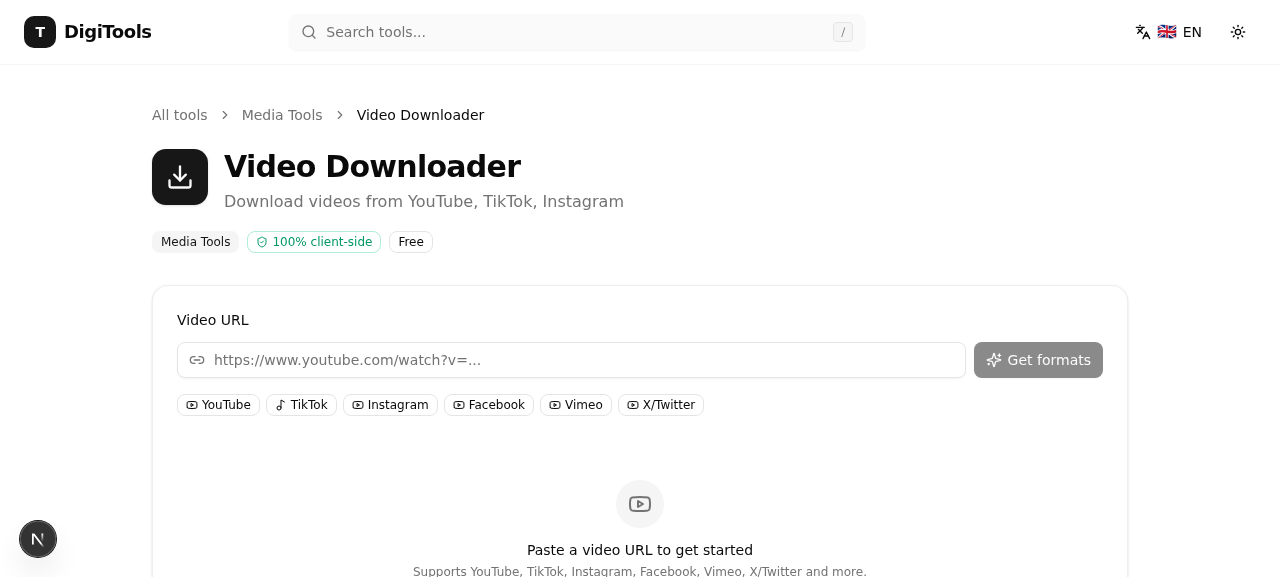 T DigiTools
Search tools...
/
EN
All tools > Media Tools > Video Downloader
Video Downloader
Download videos from YouTube, TikTok, Instagram
Media Tools
100% client-side
Free
Video URL
https://www.youtube.com/watch?v=...
Get formats
YouTube
TikTok
Instagram
Facebook
Vimeo
X/Twitter
N
Paste a video URL to get started
Supports YouTube, TikTok, Instagram, Facebook, Vimeo, X/Twitter and more.